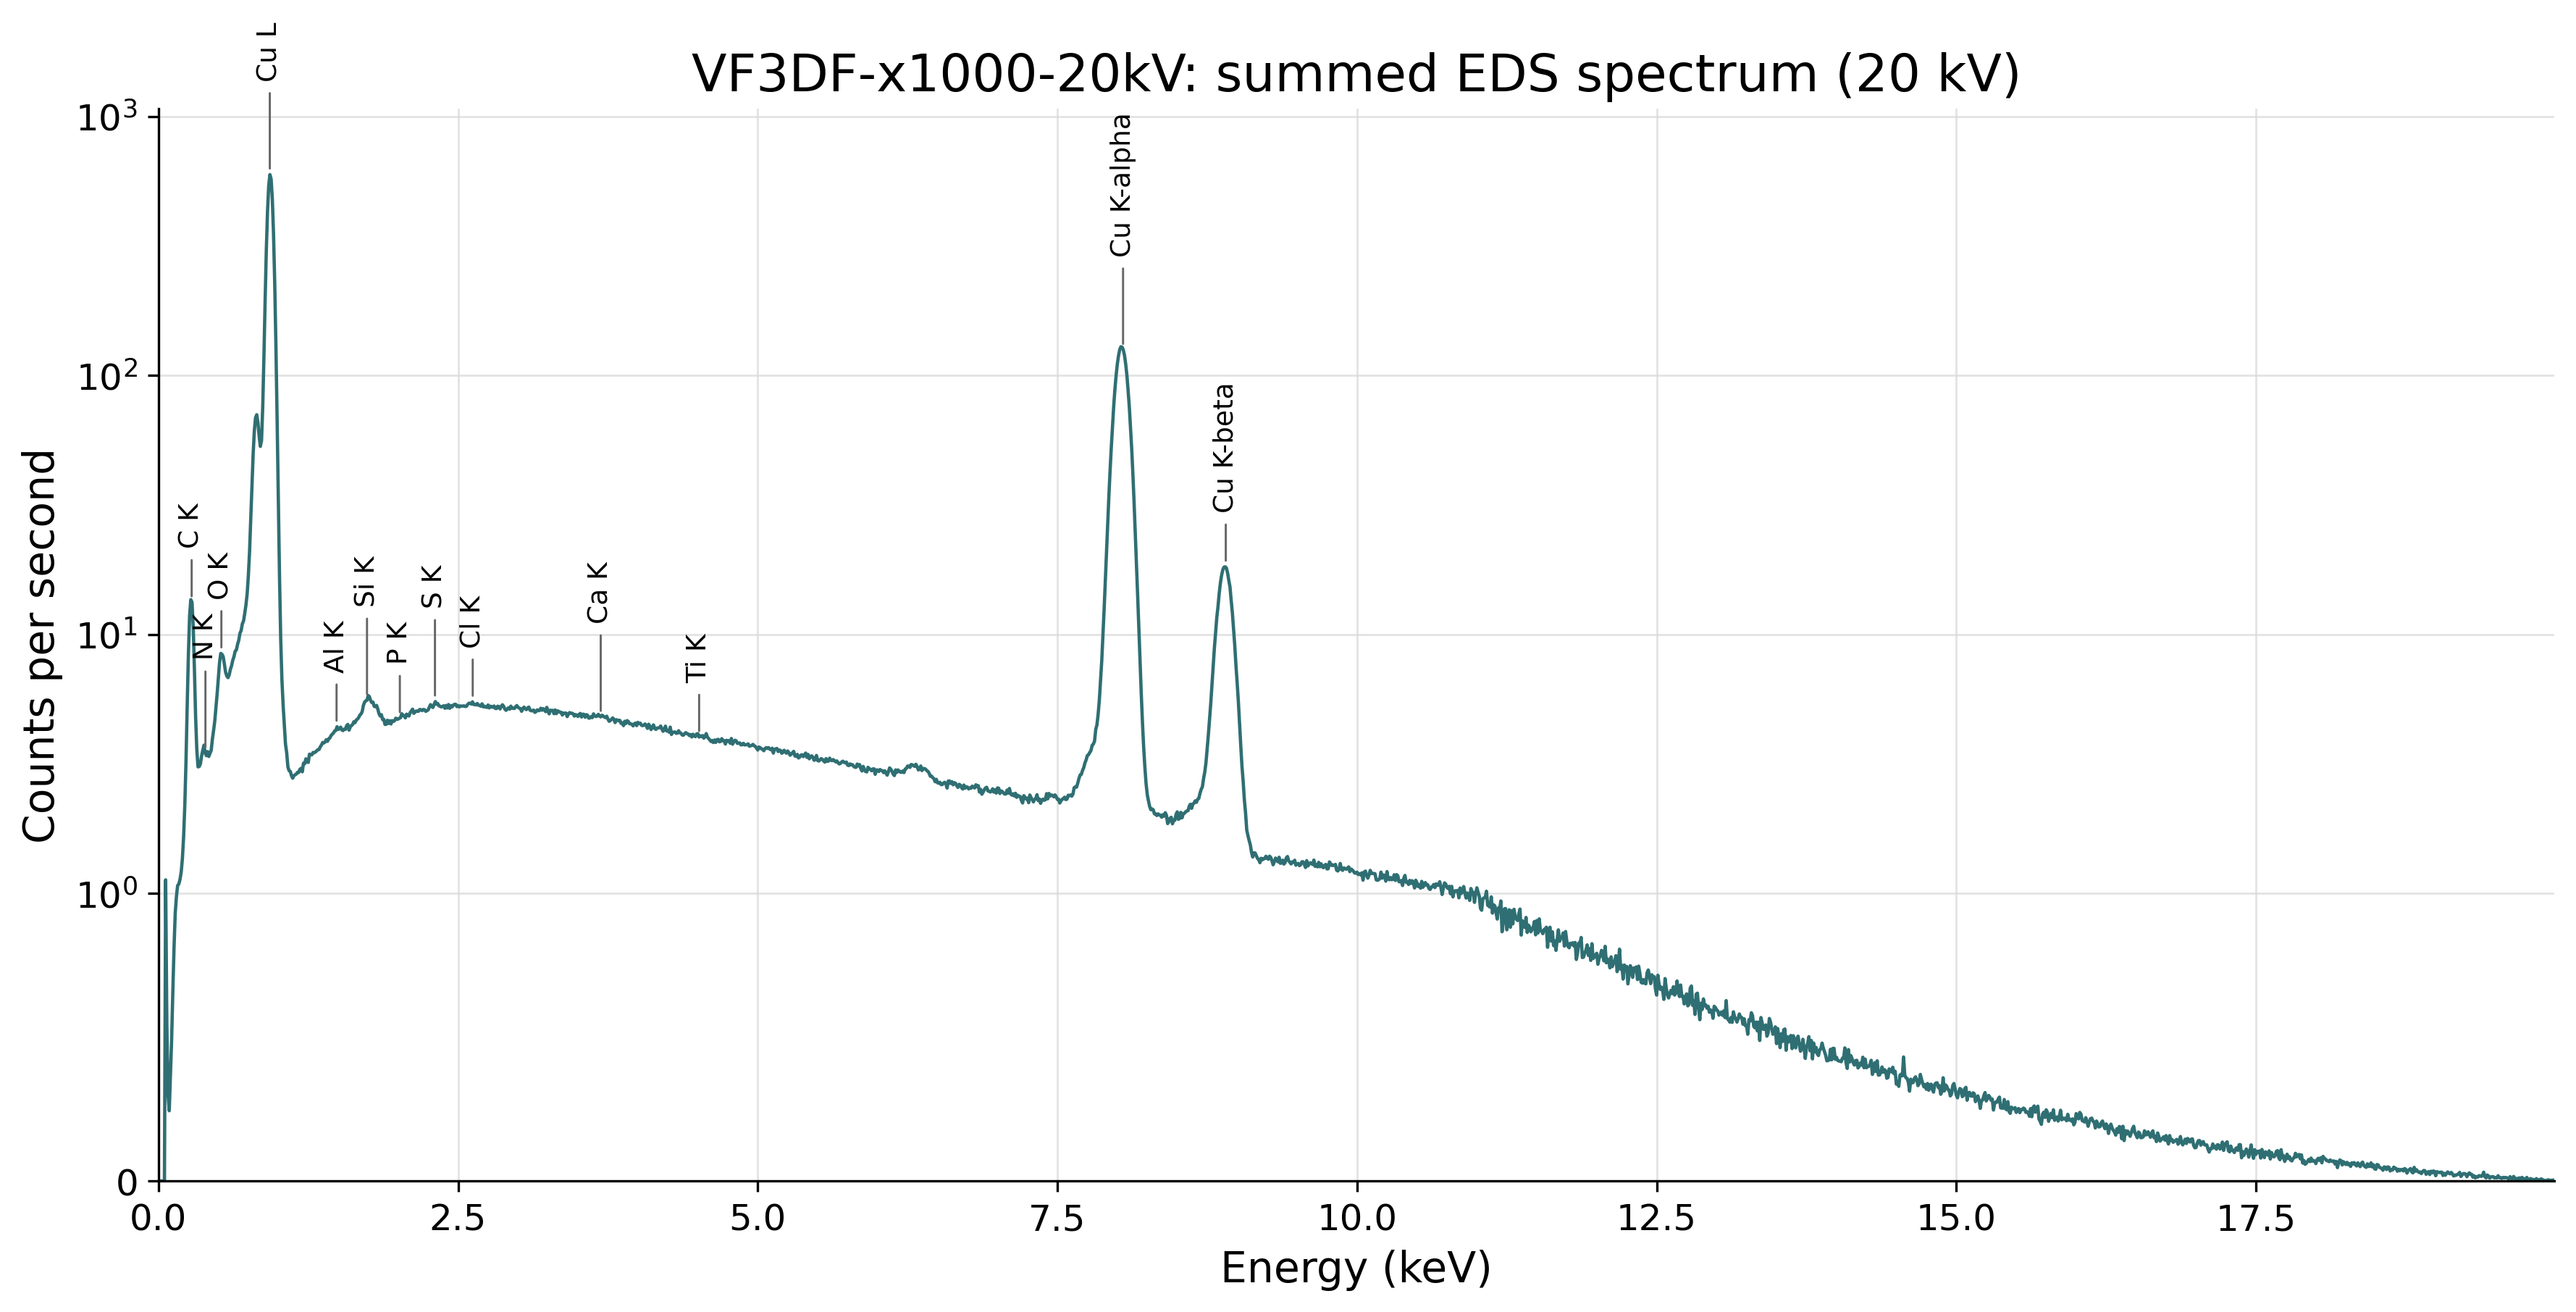 VF3DF-x1000-20kV: summed EDS spectrum (20 kV)
Cu L
Cu K-alpha
Cu K-beta
C K
N K
O K
Al K
Si K
P K
S K
Cl K
Ca K
Ti K
Counts per second
10³
10²
10¹
10⁰
0
0.0 2.5 5.0 7.5 10.0 12.5 15.0 17.5
Energy (keV)